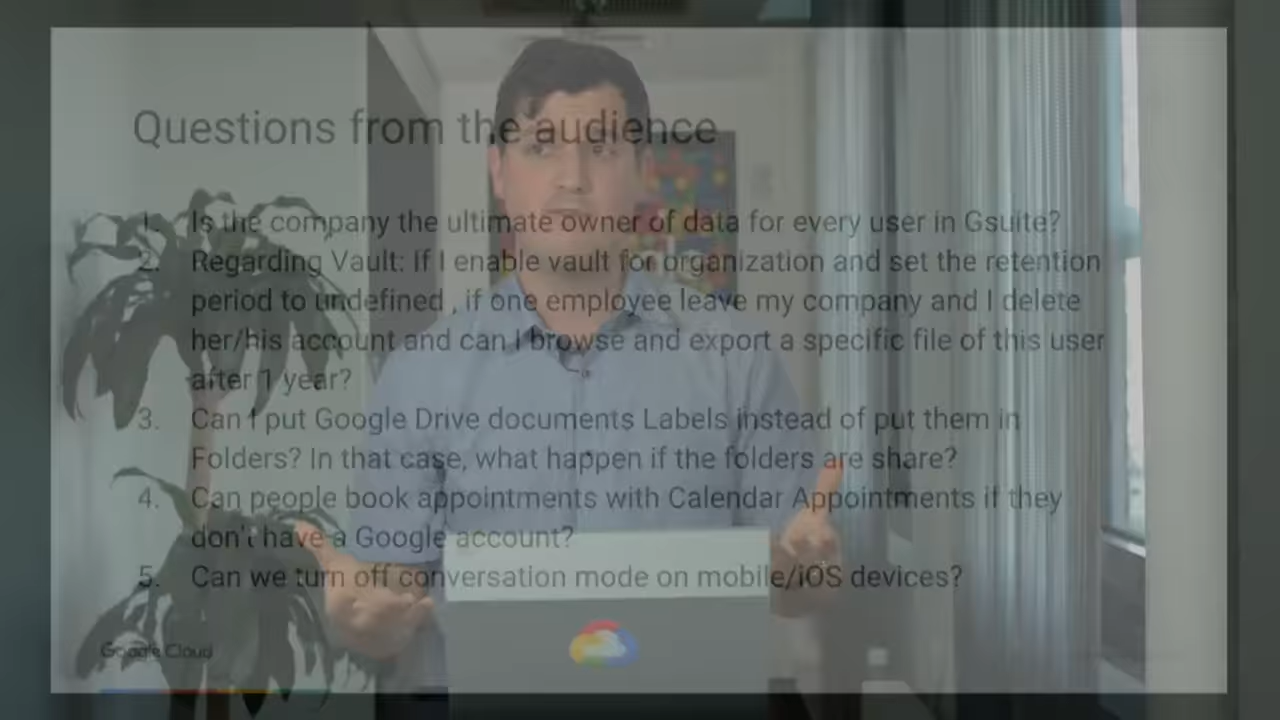 Questions from the audience
1. Is the company the ultimate owner of data for every user in Gsuite?
2. Regarding Vault: If I enable vault for organization and set the retention
period to undefined , if one employee leave my company and I delete
her/his account and can I browse and export a specific file of this user
after 1 year?
3. Can I put Google Drive documents Labels instead of put them in
Folders? In that case, what happen if the folders are share?
4. Can people book appointments with Calendar Appointments if they
don't have a Google account?
5. Can we turn off conversation mode on mobile/iOS devices?
Google Cloud